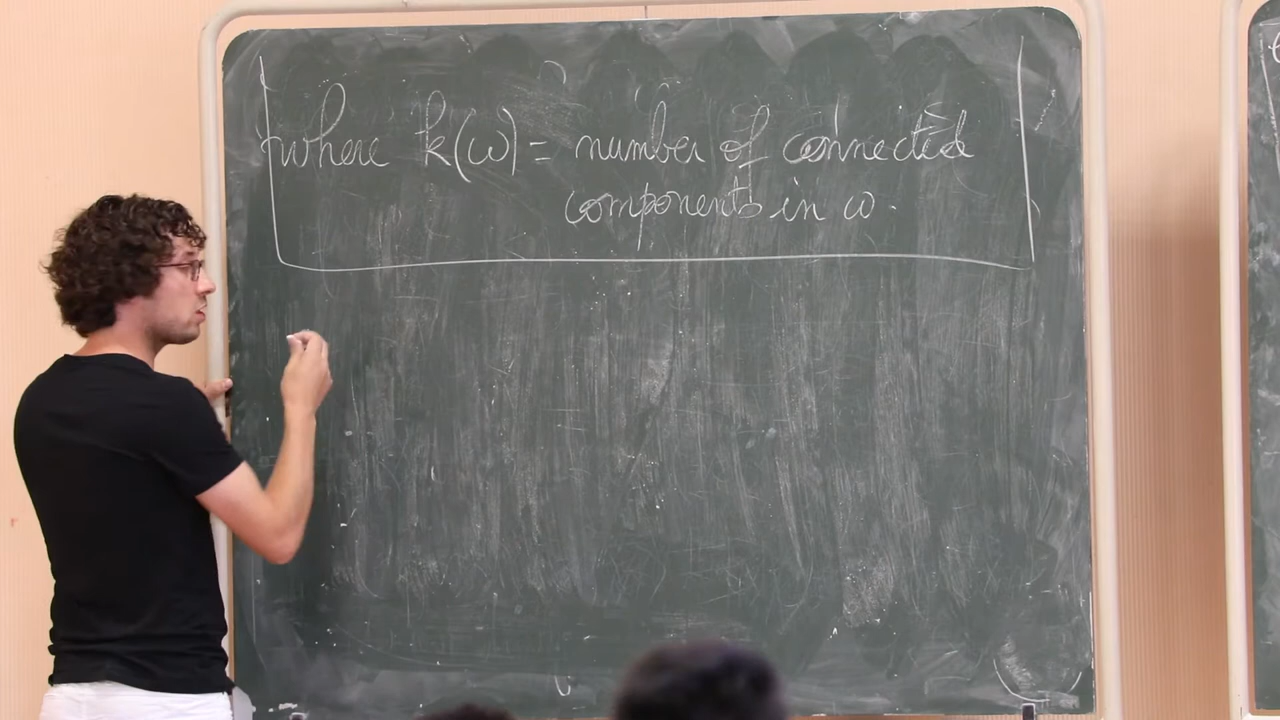 where k(ω) = number of connected
components in ω.